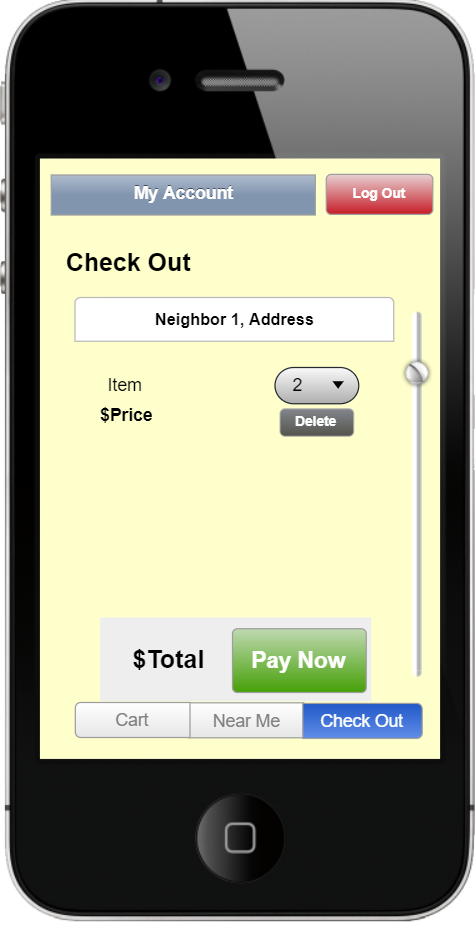 My Account
Log Out
Check Out
Neighbor 1, Address
Item
2
$Price
Delete
$Total
Pay Now
Cart
Near Me
Check Out